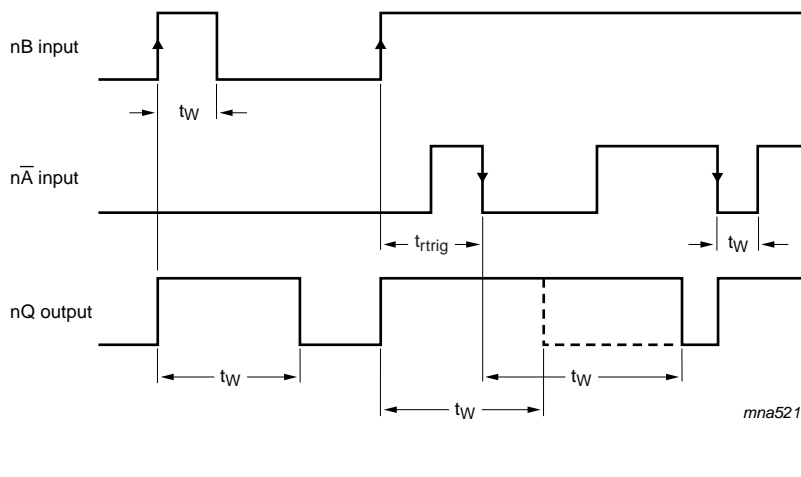 nB input
tW
nA̅ input
trtrig
tW
nQ output
tW
tW
tW
mna521